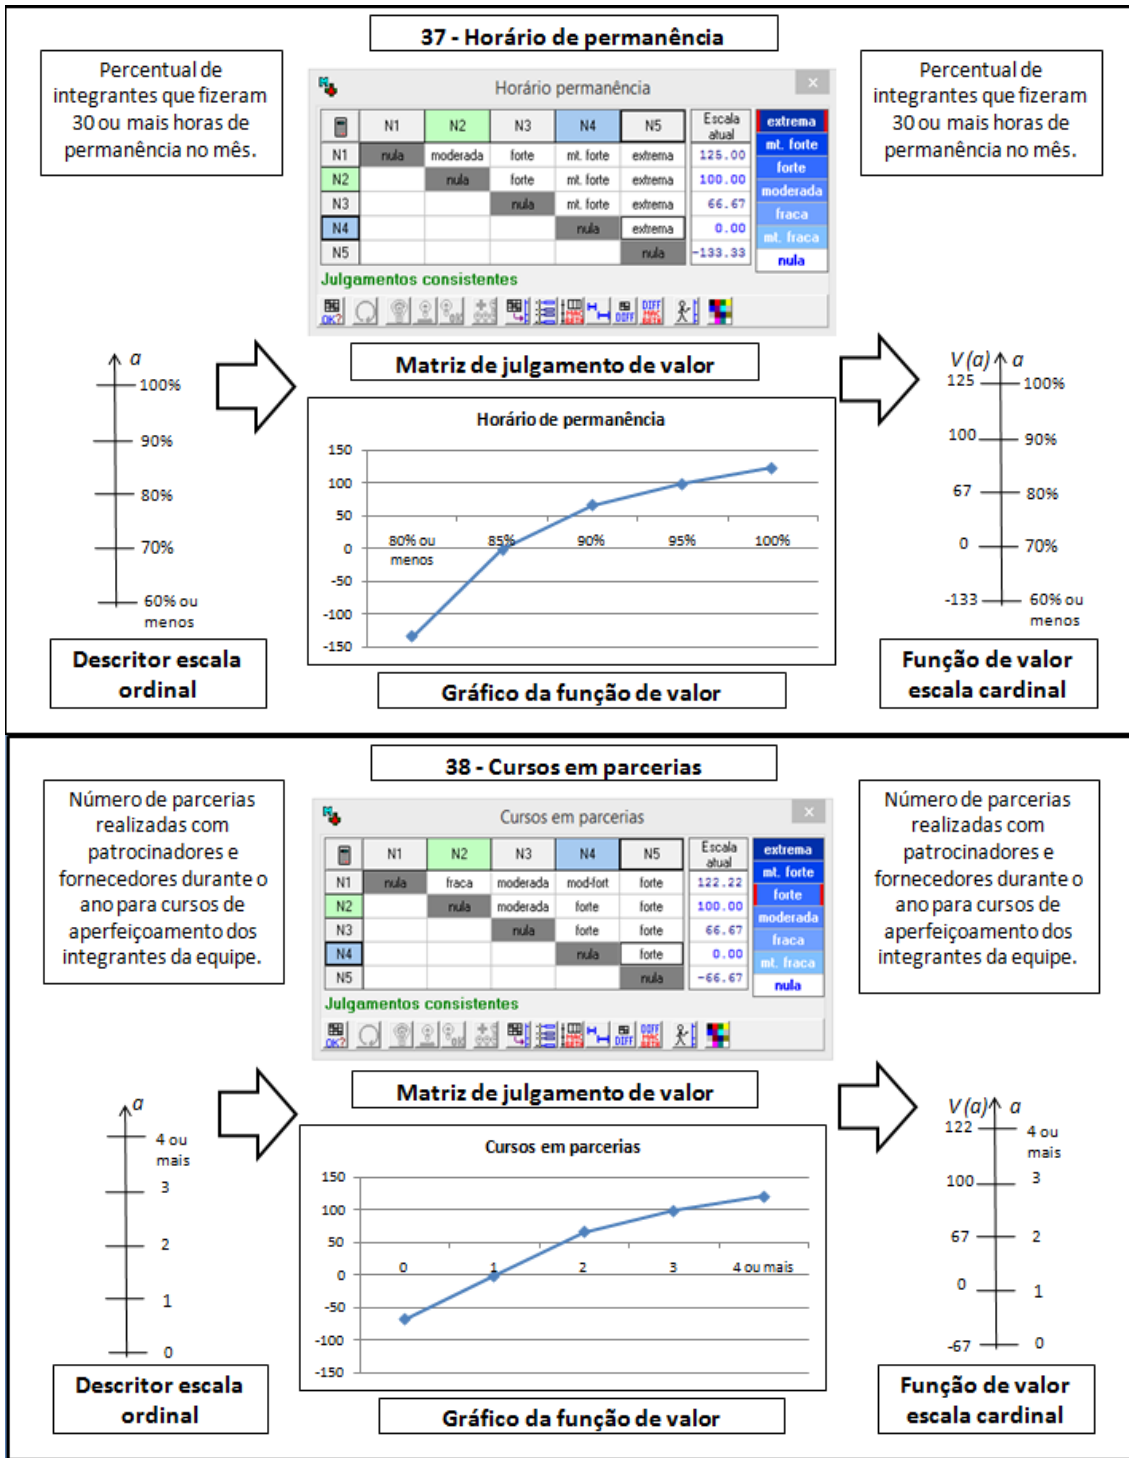 37 - Horário de permanência
Percentual de
integrantes que fizeram
30 ou mais horas de
permanência no mês.
Horário permanência
N1 N2 N3 N4 N5 Escala atual
N1 nula moderada forte mt. forte extrema 125.00
N2 nula forte mt. forte extrema 100.00
N3 nula mt. forte extrema 66.67
N4 nula extrema 0.00
N5 nula -133.33
extrema
mt. forte
forte
moderada
fraca
mt. fraca
nula
Julgamentos consistentes
OK?
OK
DIFF
DIFF
Percentual de
integrantes que fizeram
30 ou mais horas de
permanência no mês.
Matriz de julgamento de valor
a
100%
90%
80%
70%
60% ou
menos
Descritor escala
ordinal
Horário de permanência
150
100
50
0
-50
-100
-150
80% ou
menos
85%
90%
95%
100%
Gráfico da função de valor
V(a) a
125 100%
100 90%
67 80%
0 70%
-133 60% ou
menos
Função de valor
escala cardinal
38 - Cursos em parcerias
Número de parcerias
realizadas com
patrocinadores e
fornecedores durante o
ano para cursos de
aperfeiçoamento dos
integrantes da equipe.
Cursos em parcerias
N1 N2 N3 N4 N5 Escala atual
N1 nula fraca moderada mod-fort forte 122.22
N2 nula moderada forte forte 100.00
N3 nula forte forte 66.67
N4 nula forte 0.00
N5 nula -66.67
extrema
mt. forte
forte
moderada
fraca
mt. fraca
nula
Julgamentos consistentes
OK?
OK
DIFF
DIFF
Número de parcerias
realizadas com
patrocinadores e
fornecedores durante o
ano para cursos de
aperfeiçoamento dos
integrantes da equipe.
Matriz de julgamento de valor
a
4 ou
mais
3
2
1
0
Descritor escala
ordinal
Cursos em parcerias
150
100
50
0
-50
-100
-150
0
1
2
3
4 ou mais
Gráfico da função de valor
V(a) a
122 4 ou
mais
100 3
67 2
0 1
-67 0
Função de valor
escala cardinal